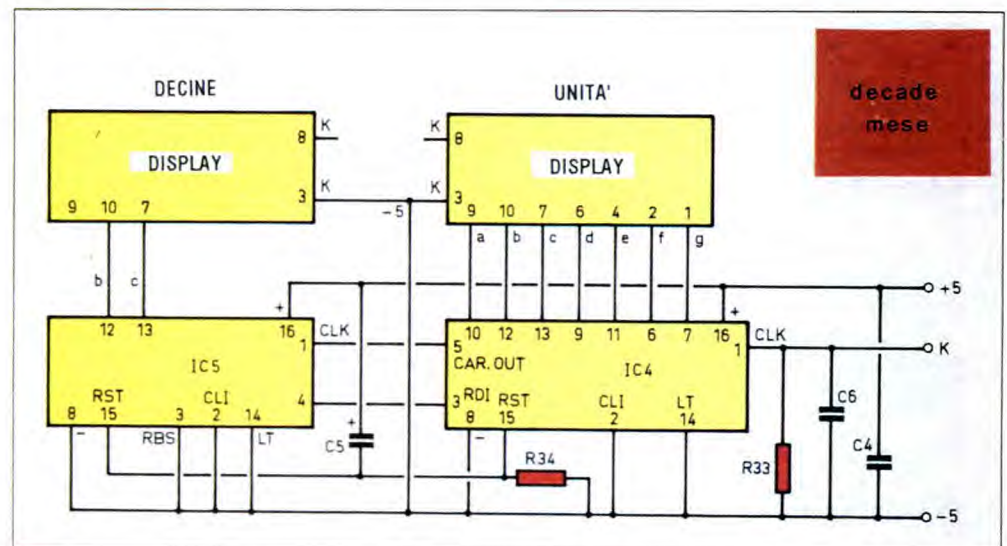 decade
mese
DECINE
UNITA'
DISPLAY
8 K
3 K
9 10 7
-5
K 8
K 3
DISPLAY
9 10 7 6 4 2 1
a b c d e f g
b c
+
12 13 16
1 CLK
IC5
4
RST CLI
8 15 3 2 14
- RBS LT
+
C5
+
10 12 13 9 11 6 7 16
5
CAR. OUT
1 CLK
IC4
3 RDI RST CLI LT
8 15 2 14
-
R34
R33
C6
C4
+5
K
-5